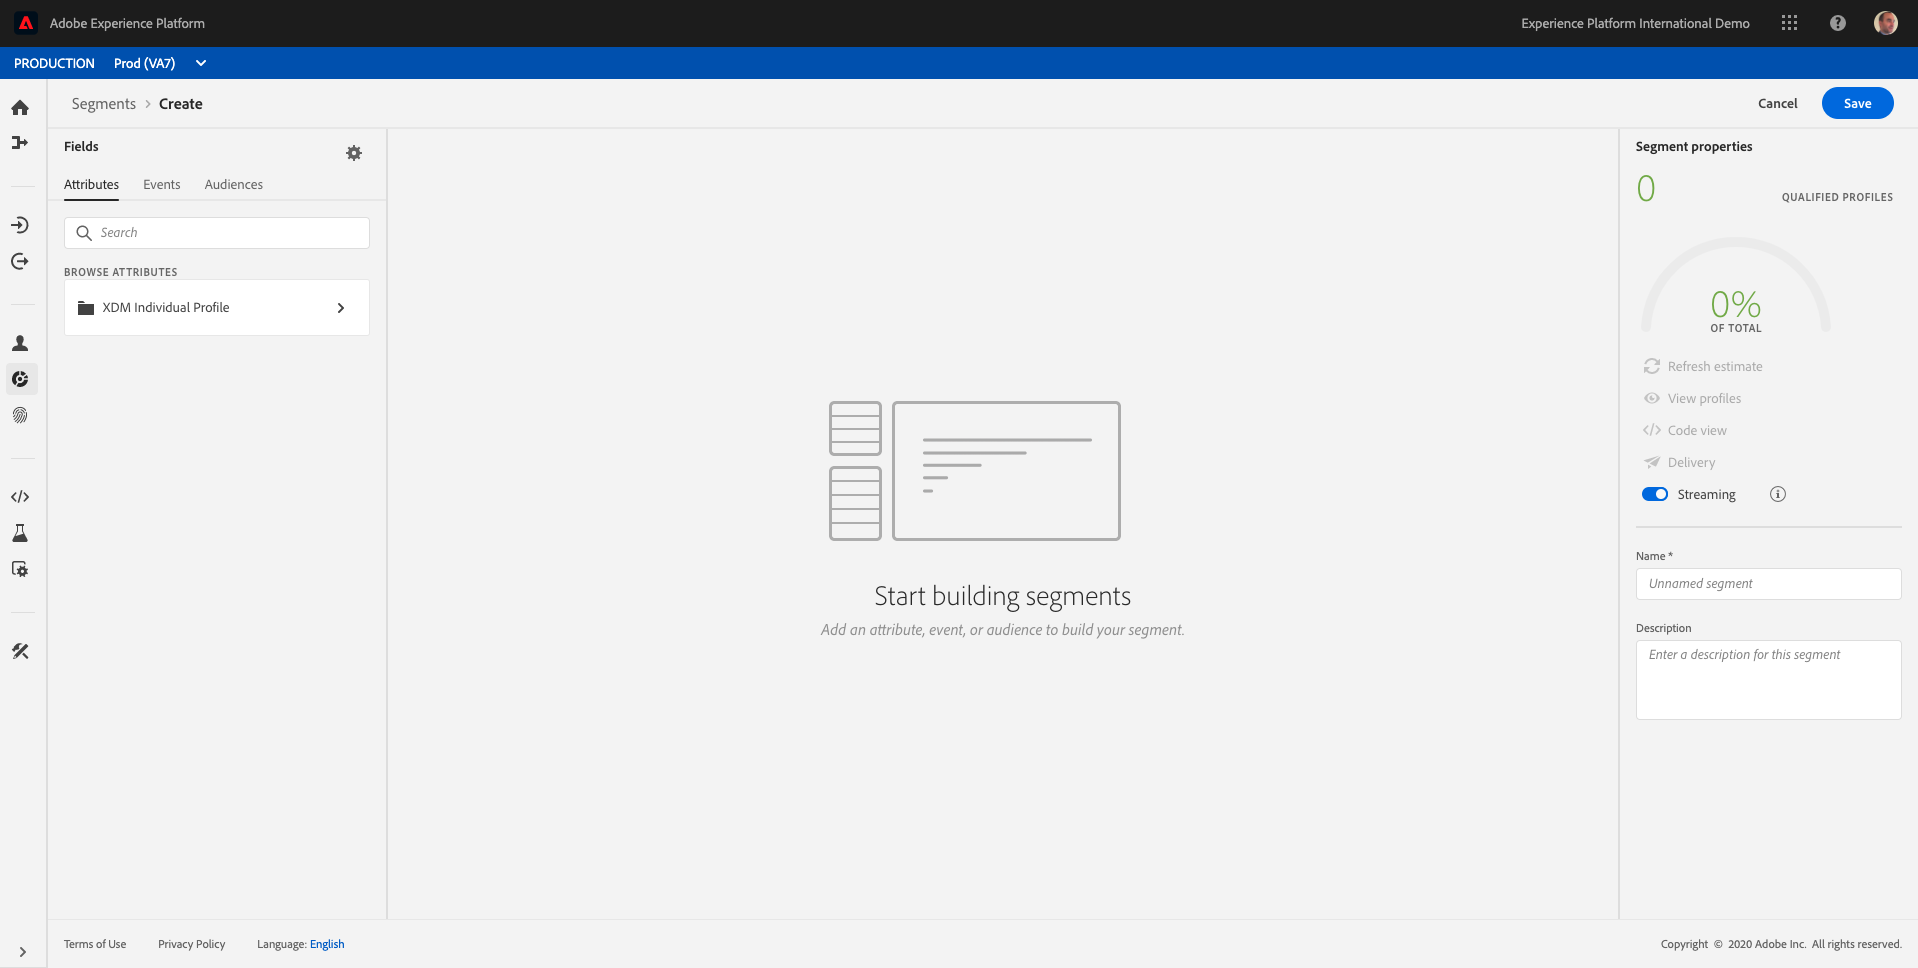 Adobe Experience Platform
Experience Platform International Demo
PRODUCTION Prod (VA7)
Segments > Create
Cancel
Save
Fields
Attributes Events Audiences
Search
BROWSE ATTRIBUTES
XDM Individual Profile
Start building segments
Add an attribute, event, or audience to build your segment.
Segment properties
0 QUALIFIED PROFILES
0%
OF TOTAL
Refresh estimate
View profiles
</> Code view
Delivery
Streaming
Name *
Unnamed segment
Description
Enter a description for this segment
Terms of Use Privacy Policy Language: English
Copyright © 2020 Adobe Inc. All rights reserved.